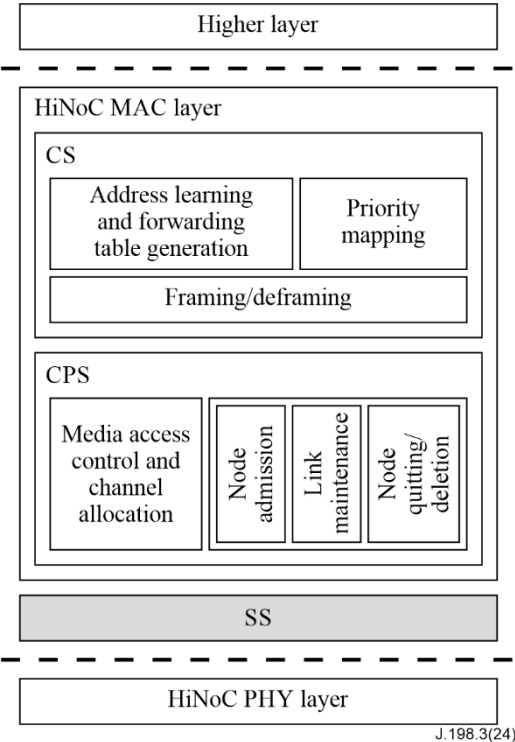 Higher layer
HiNoC MAC layer
CS
Address learning
and forwarding
table generation
Priority
mapping
Framing/deframing
CPS
Media access
control and
channel
allocation
Node
admission
Link
maintenance
Node
quitting/
deletion
SS
HiNoC PHY layer
J.198.3(24)